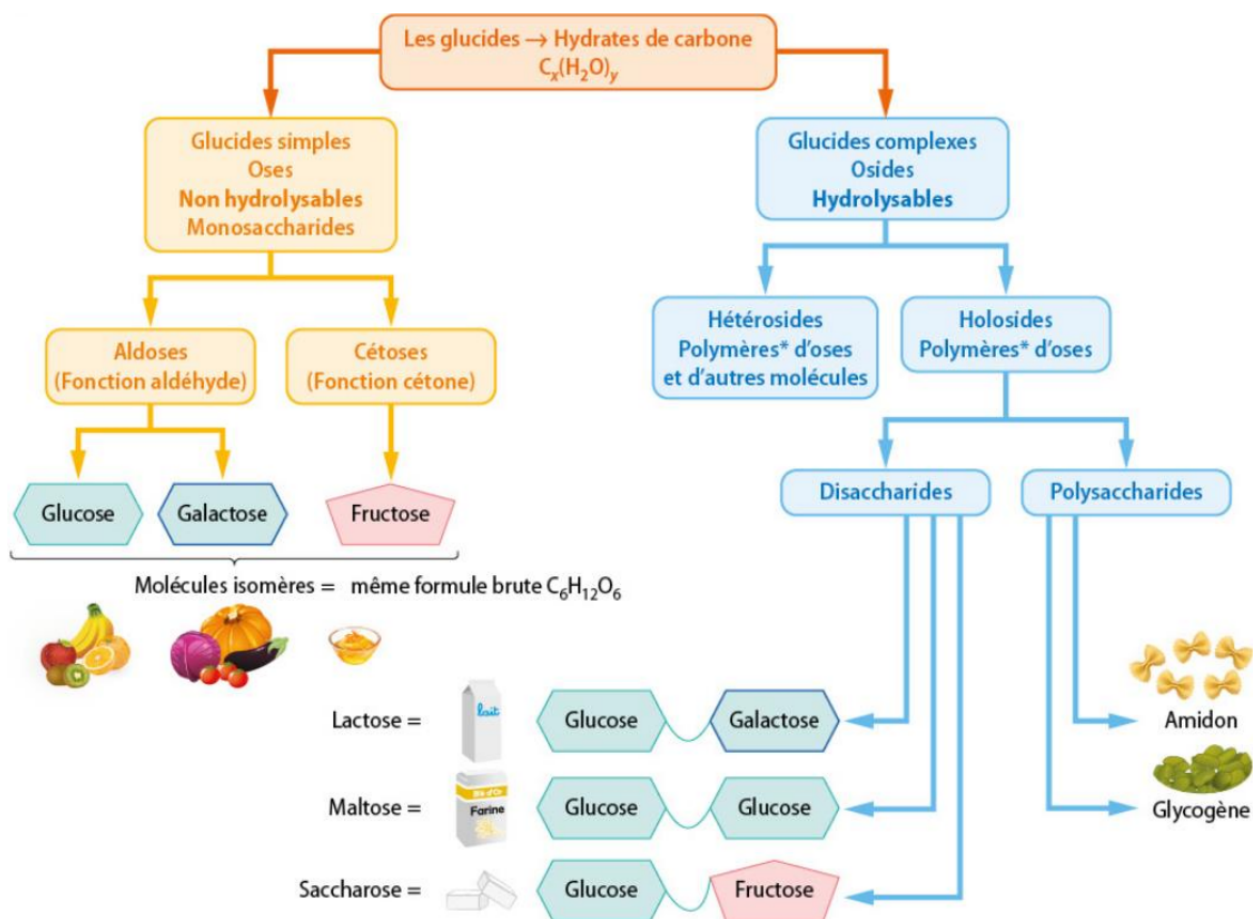 Les glucides → Hydrates de carbone
Cₓ(H₂O)ᵧ
Glucides simples
Oses
Non hydrolysables
Monosaccharides
Glucides complexes
Osides
Hydrolysables
Aldoses
(Fonction aldéhyde)
Cétoses
(Fonction cétone)
Hétérosides
Polymères* d'oses
et d'autres molécules
Holosides
Polymères* d'oses
Glucose
Galactose
Fructose
Disaccharides
Polysaccharides
Molécules isomères = même formule brute C₆H₁₂O₆
Lactose =
lait
Glucose
Galactose
Amidon
Maltose =
Blé d'Or
Farine
Glucose
Glucose
Glycogène
Saccharose =
Glucose
Fructose